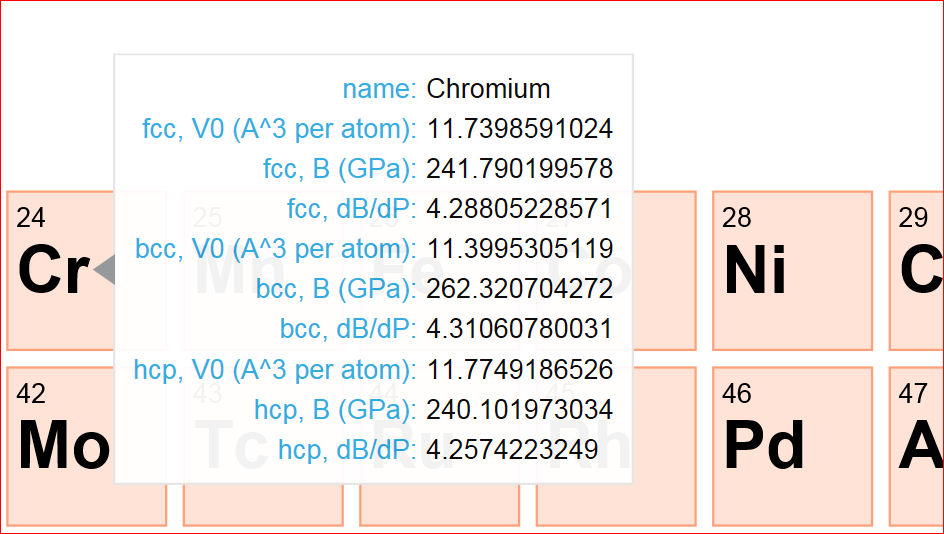 name: Chromium
fcc, V0 (A^3 per atom): 11.7398591024
fcc, B (GPa): 241.790199578
fcc, dB/dP: 4.28805228571
bcc, V0 (A^3 per atom): 11.3995305119
bcc, B (GPa): 262.320704272
bcc, dB/dP: 4.31060780031
hcp, V0 (A^3 per atom): 11.7749186526
hcp, B (GPa): 240.101973034
hcp, dB/dP: 4.2574223249
24
Cr
25
Mn
26
Fe
27
Co
28
Ni
29
C
42
Mo
43
Tc
44
Ru
45
Rh
46
Pd
47
A